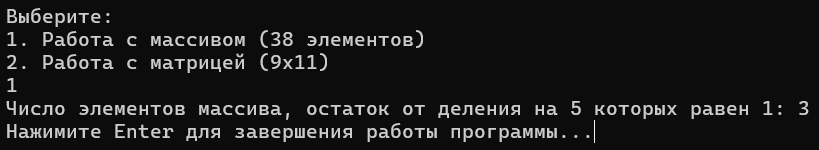 Выберите:
1. Работа с массивом (38 элементов)
2. Работа с матрицей (9x11)
1
Число элементов массива, остаток от деления на 5 которых равен 1: 3
Нажимите Enter для завершения работы программы...